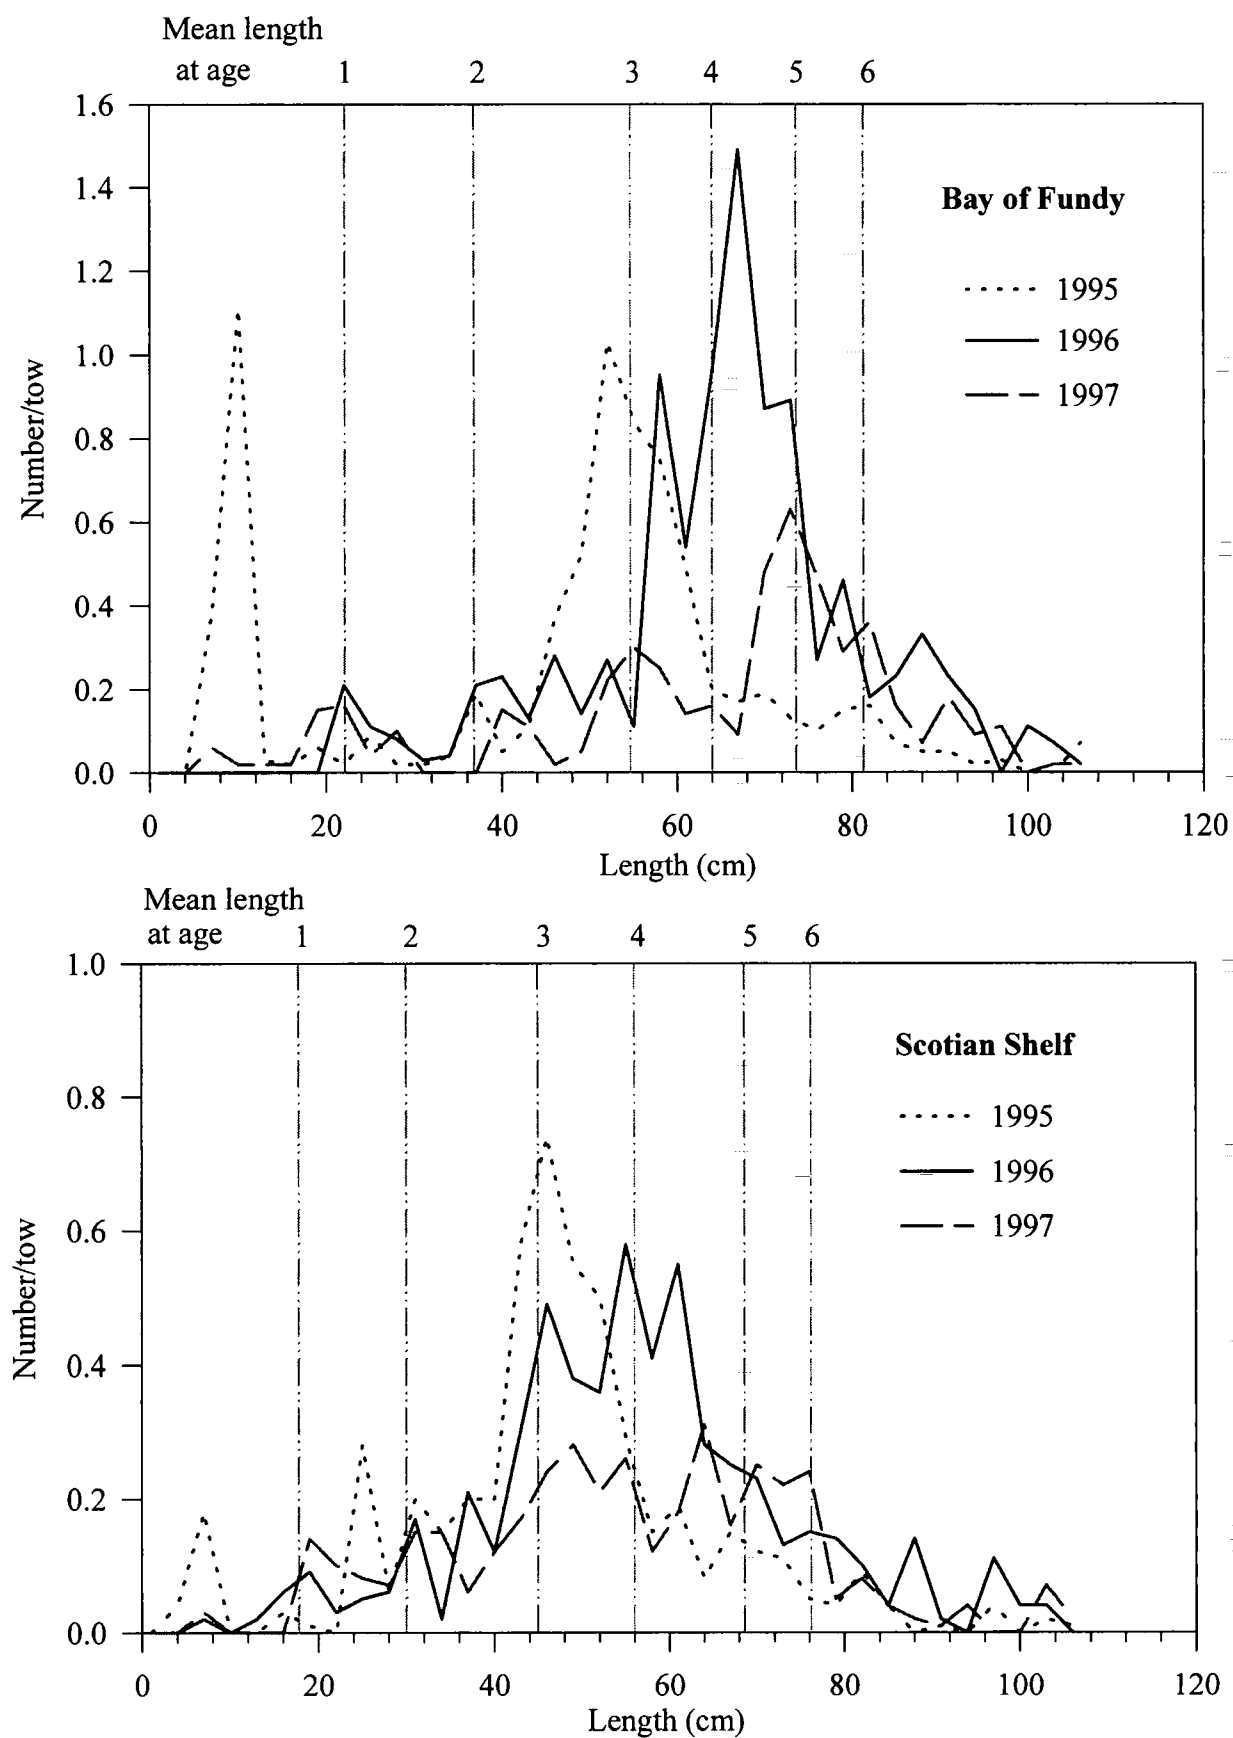 Mean length
at age 1 2 3 4 5 6
1.6
1.4
1.2
1.0
0.8
0.6
0.4
0.2
0.0
Number/tow
Bay of Fundy
1995
1996
1997
0 20 40 60 80 100 120
Length (cm)
Mean length
at age 1 2 3 4 5 6
1.0
0.8
0.6
0.4
0.2
0.0
Number/tow
Scotian Shelf
1995
1996
1997
0 20 40 60 80 100 120
Length (cm)